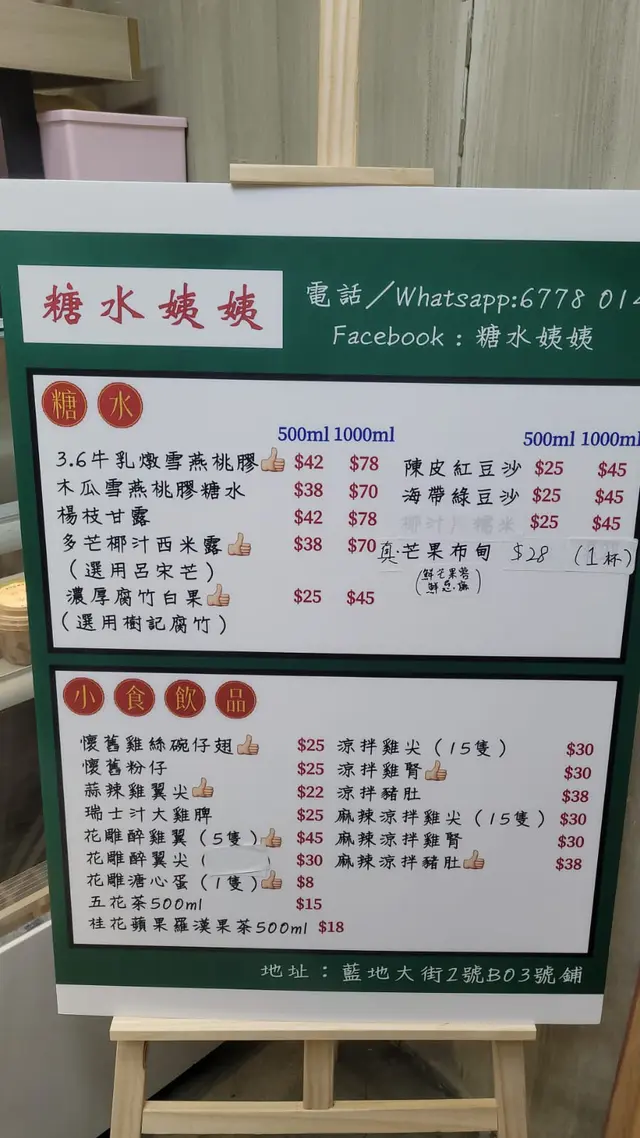 糖水姨姨
電話／Whatsapp:6778 014
Facebook：糖水姨姨
糖水
500ml 1000ml
3.6牛乳燉雪燕桃膠 $42 $78
木瓜雪燕桃膠糖水 $38 $70
楊枝甘露 $42 $78
多芒椰汁西米露 $38 $70
（選用呂宋芒）
濃厚腐竹白果 $25 $45
（選用樹記腐竹）
500ml 1000ml
陳皮紅豆沙 $25 $45
海帶綠豆沙 $25 $45
椰汁 糯米 $25 $45
真芒果布甸 $28 (1杯)
小食飲品
懷舊雞絲碗仔翅 $25
懷舊粉仔 $25
蒜辣雞翼尖 $22
瑞士汁大雞髀 $25
花雕醉雞翼（5隻） $45
花雕醉翼尖（ $30
花雕溏心蛋（1隻） $8
五花茶500ml $15
桂花蘋果羅漢果茶500ml $18
涼拌雞尖（15隻） $30
涼拌雞腎 $30
涼拌豬肚 $38
麻辣涼拌雞尖（15隻） $30
麻辣涼拌雞腎 $30
麻辣涼拌豬肚 $38
地址：藍地大街2號B03號鋪